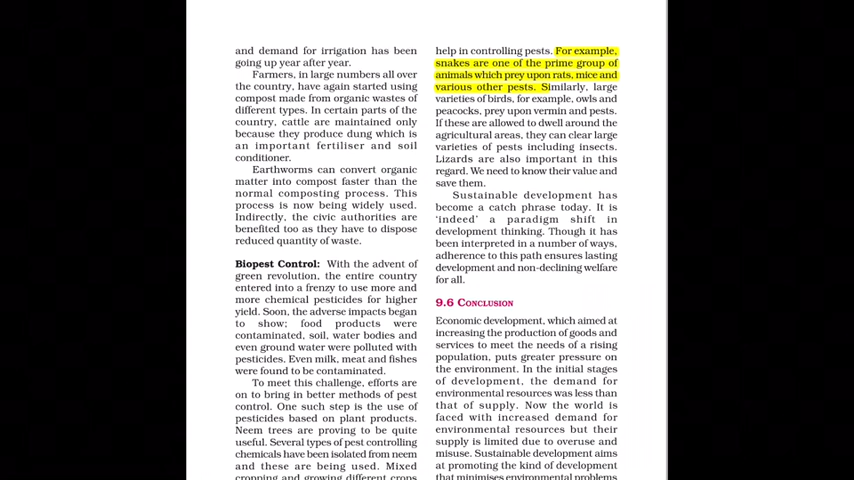 and demand for irrigation has been
going up year after year.
Farmers, in large numbers all over
the country, have again started using
compost made from organic wastes of
different types. In certain parts of the
country, cattle are maintained only
because they produce dung which is
an important fertiliser and soil
conditioner.
Earthworms can convert organic
matter into compost faster than the
normal composting process. This
process is now being widely used.
Indirectly, the civic authorities are
benefited too as they have to dispose
reduced quantity of waste.
Biopest Control: With the advent of
green revolution, the entire country
entered into a frenzy to use more and
more chemical pesticides for higher
yield. Soon, the adverse impacts began
to show; food products were
contaminated, soil, water bodies and
even ground water were polluted with
pesticides. Even milk, meat and fishes
were found to be contaminated.
To meet this challenge, efforts are
on to bring in better methods of pest
control. One such step is the use of
pesticides based on plant products.
Neem trees are proving to be quite
useful. Several types of pest controlling
chemicals have been isolated from neem
and these are being used. Mixed
cropping and growing different crops
help in controlling pests. For example,
snakes are one of the prime group of
animals which prey upon rats, mice and
various other pests. Similarly, large
varieties of birds, for example, owls and
peacocks, prey upon vermin and pests.
If these are allowed to dwell around the
agricultural areas, they can clear large
varieties of pests including insects.
Lizards are also important in this
regard. We need to know their value and
save them.
Sustainable development has
become a catch phrase today. It is
‘indeed’ a paradigm shift in
development thinking. Though it has
been interpreted in a number of ways,
adherence to this path ensures lasting
development and non-declining welfare
for all.
9.6 CONCLUSION
Economic development, which aimed at
increasing the production of goods and
services to meet the needs of a rising
population, puts greater pressure on
the environment. In the initial stages
of development, the demand for
environmental resources was less than
that of supply. Now the world is
faced with increased demand for
environmental resources but their
supply is limited due to overuse and
misuse. Sustainable development aims
at promoting the kind of development
that minimises environmental problems